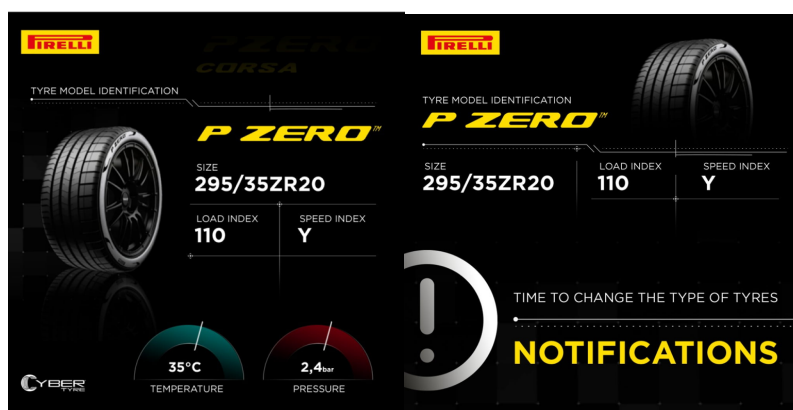 PIRELLI
P ZERO
CORSA
TYRE MODEL IDENTIFICATION
P ZERO™
SIZE
295/35ZR20
LOAD INDEX
SPEED INDEX
110
Y
35°C
TEMPERATURE
2,4bar
PRESSURE
CYBER
TYRE
PIRELLI
TYRE MODEL IDENTIFICATION
P ZERO™
SIZE
LOAD INDEX
SPEED INDEX
295/35ZR20
110
Y
TIME TO CHANGE THE TYPE OF TYRES
!
NOTIFICATIONS